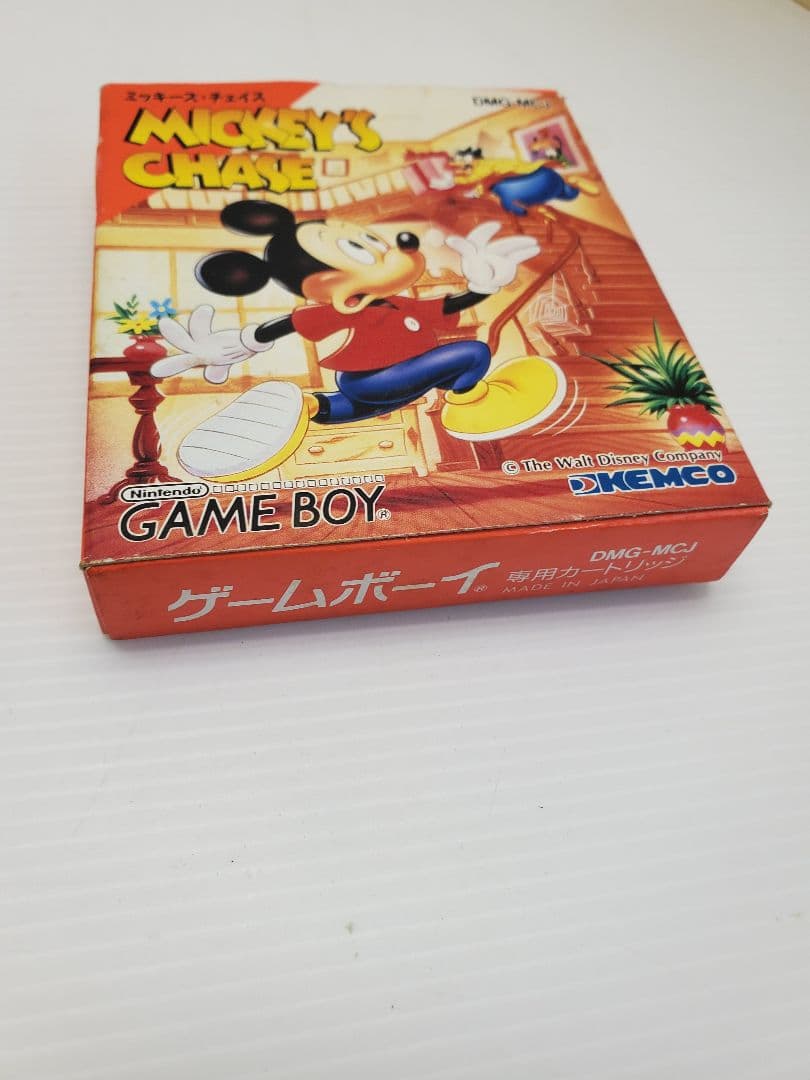 ミッキーズ・チェイス
DMG-MCJ
MICKEY'S
CHASE
© The Walt Disney Company
KEMCO
Nintendo
GAME BOY®
ゲームボーイ®
専用カートリッジ
DMG-MCJ
MADE IN JAPAN